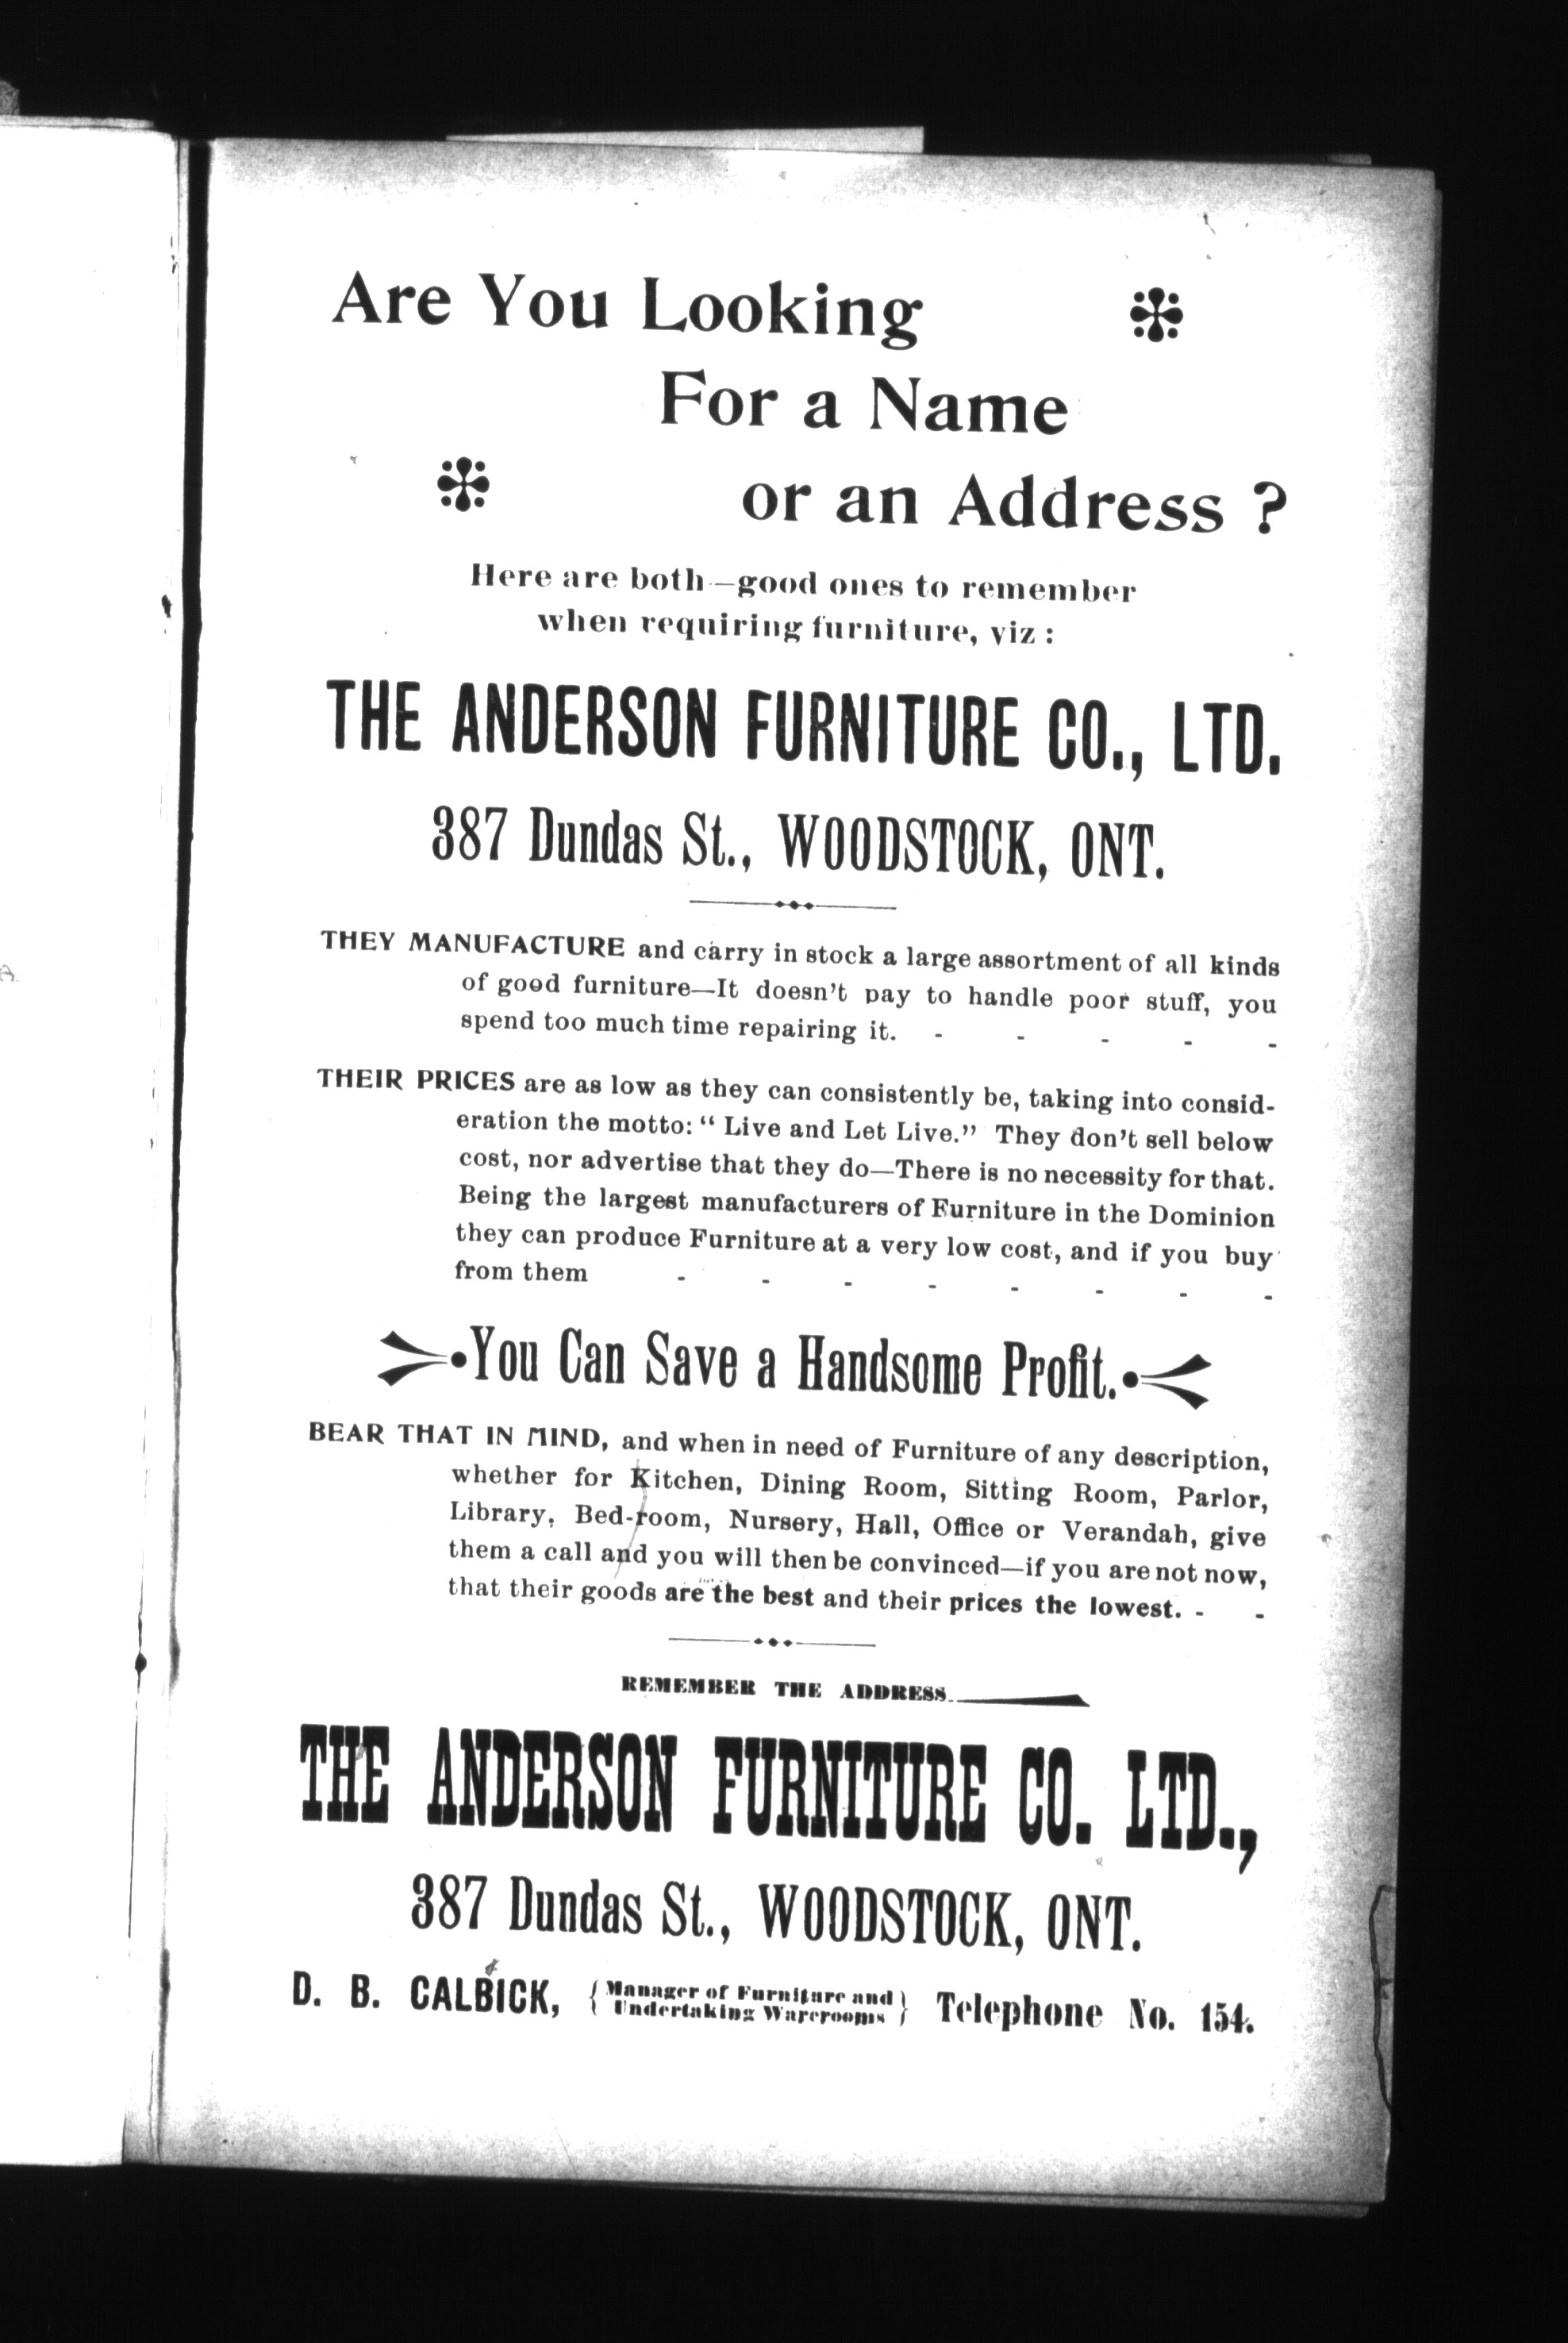 Are You Looking
For a Name
or an Address ?
Here are both—good ones to remember
when requiring furniture, viz :
THE ANDERSON FURNITURE CO., LTD.
387 Dundas St., WOODSTOCK, ONT.
THEY MANUFACTURE and carry in stock a large assortment of all kinds
of good furniture—It doesn't pay to handle poor stuff, you
spend too much time repairing it. - - - - -
THEIR PRICES are as low as they can consistently be, taking into consid-
eration the motto: " Live and Let Live." They don't sell below
cost, nor advertise that they do—There is no necessity for that.
Being the largest manufacturers of Furniture in the Dominion
they can produce Furniture at a very low cost, and if you buy
from them - - - - - - - -
You Can Save a Handsome Profit.
BEAR THAT IN MIND, and when in need of Furniture of any description,
whether for Kitchen, Dining Room, Sitting Room, Parlor,
Library, Bed-room, Nursery, Hall, Office or Verandah, give
them a call and you will then be convinced—if you are not now,
that their goods are the best and their prices the lowest. - -
REMEMBER THE ADDRESS
THE ANDERSON FURNITURE CO. LTD.,
387 Dundas St., WOODSTOCK, ONT.
D. B. CALBICK, { Manager of Furniture and
Undertaking Warerooms } Telephone No. 154.